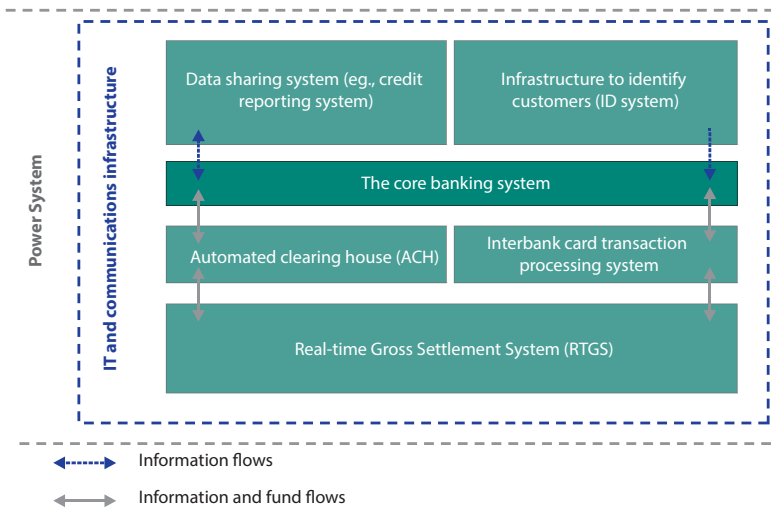 Power System
IT and communications infrastructure
Data sharing system (eg., credit
reporting system)
Infrastructure to identify
customers (ID system)
The core banking system
Automated clearing house (ACH)
Interbank card transaction
processing system
Real-time Gross Settlement System (RTGS)
Information flows
Information and fund flows